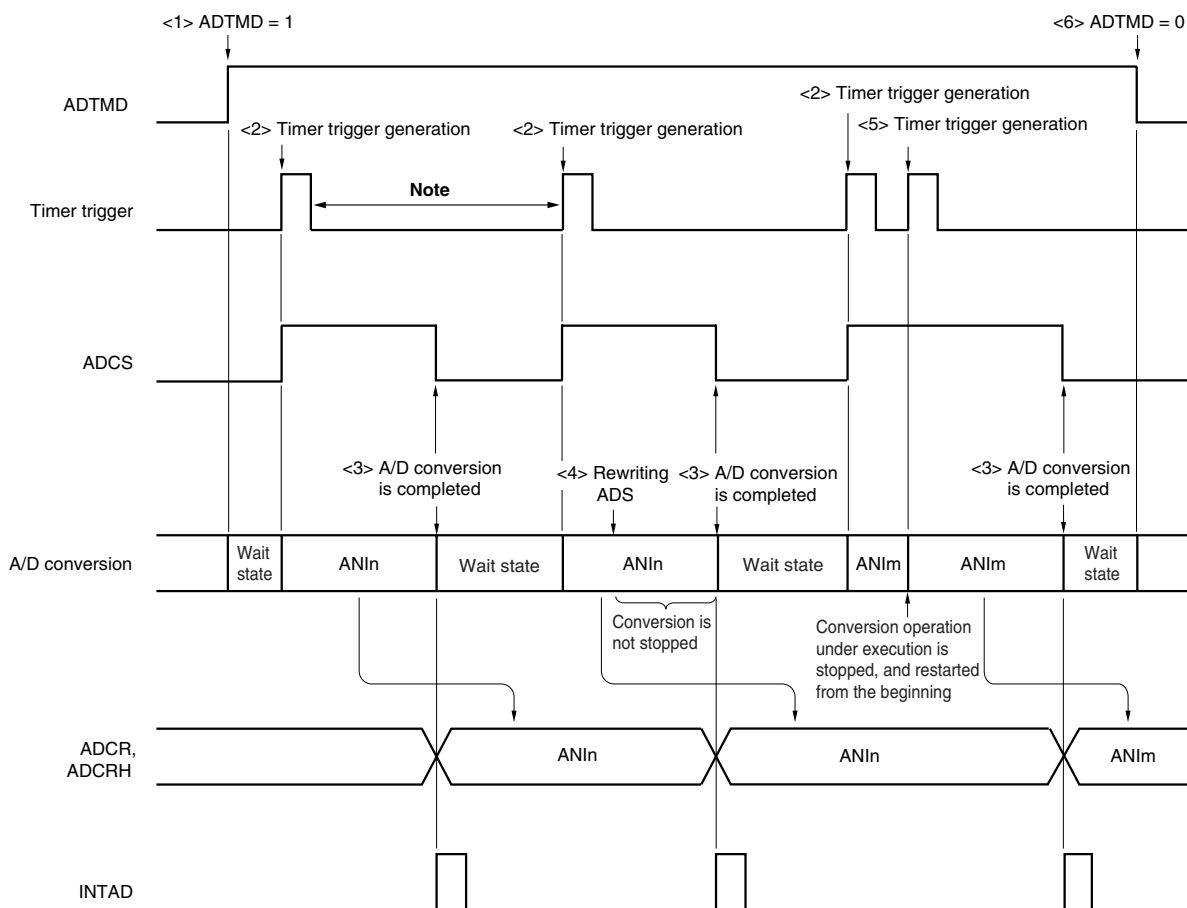 <1> ADTMD = 1
<6> ADTMD = 0
ADTMD
<2> Timer trigger generation
<2> Timer trigger generation
<2> Timer trigger generation
<5> Timer trigger generation
Timer trigger
Note
ADCS
<3> A/D conversion
is completed
<4> Rewriting
ADS
<3> A/D conversion
is completed
<3> A/D conversion
is completed
A/D conversion
Wait
state
ANIn
Wait state
ANIn
Wait state
ANIm
ANIm
Wait
state
Conversion is
not stopped
Conversion operation
under execution is
stopped, and restarted
from the beginning
ADCR,
ADCRH
ANIn
ANIn
ANIm
INTAD